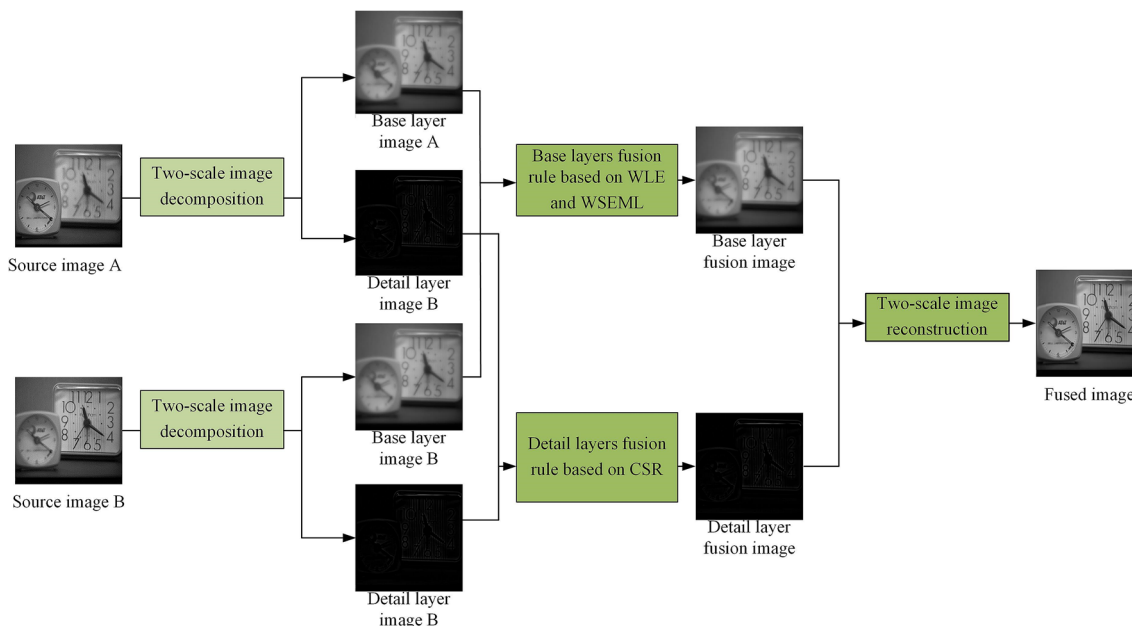 Source image A
Two-scale image
decomposition
Base layer
image A
Detail layer
image B
Base layers fusion
rule based on WLE
and WSEML
Base layer
fusion image
Source image B
Two-scale image
decomposition
Base layer
image B
Detail layer
image B
Detail layers fusion
rule based on CSR
Detail layer
fusion image
Two-scale image
reconstruction
Fused image